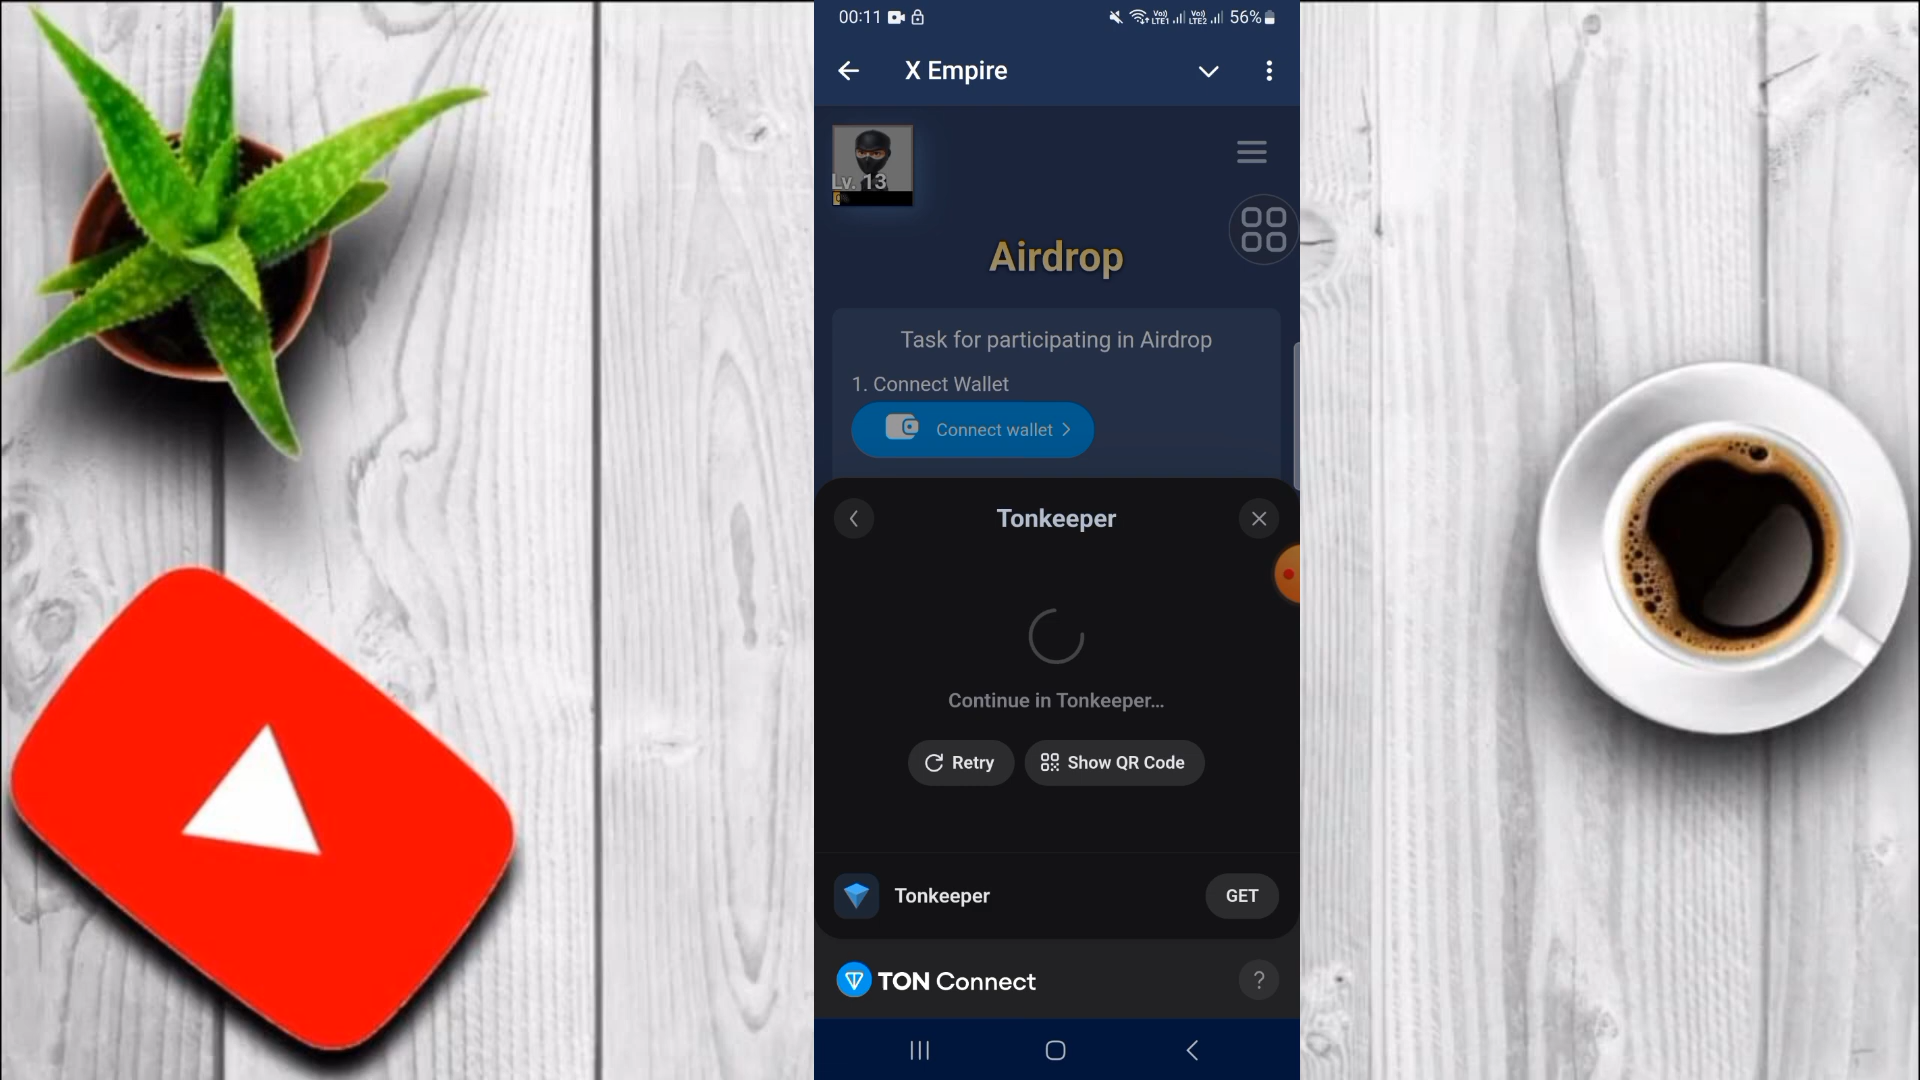 00:11 56%
X Empire
Lv. 13
Airdrop
Task for participating in Airdrop
1. Connect Wallet
Connect wallet
Tonkeeper
Continue in Tonkeeper...
Retry Show QR Code
Tonkeeper GET
TON Connect ?